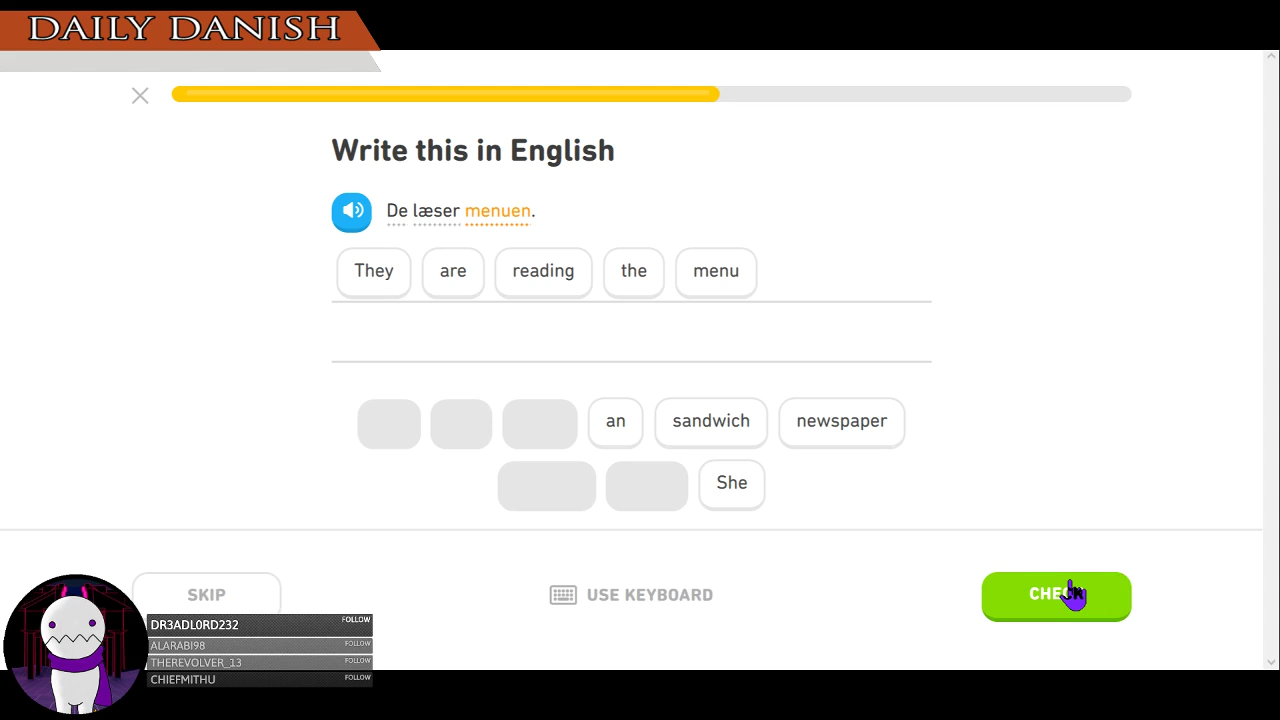 DAILY DANISH
Write this in English
De læser menuen.
They are reading the menu
an sandwich newspaper
She
SKIP
USE KEYBOARD
CHECK
DR3ADL0RD232 FOLLOW
ALARABI98 FOLLOW
THEREVOLVER_13 FOLLOW
CHIEFMITHU FOLLOW